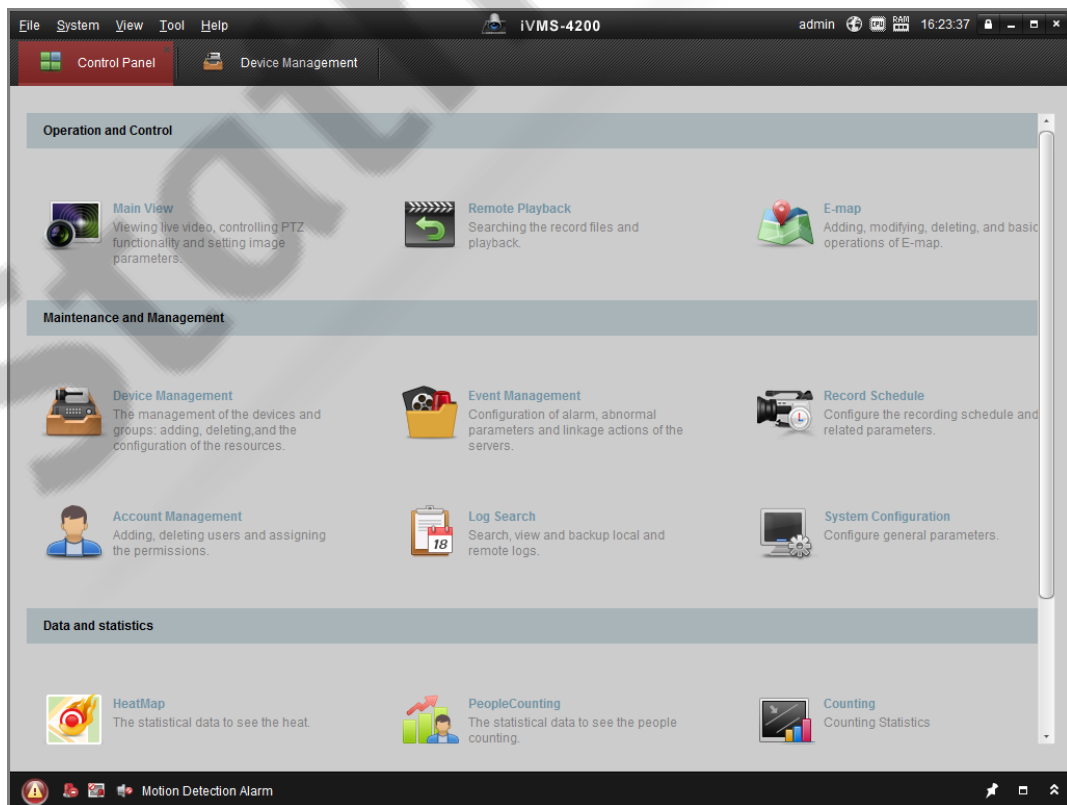 File System View Tool Help iVMS-4200 admin CPU RAM 16:23:37
Control Panel Device Management
Operation and Control
Main View
Viewing live video, controlling PTZ
functionality and setting image
parameters.
Remote Playback
Searching the record files and
playback.
E-map
Adding, modifying, deleting, and basic
operations of E-map.
Maintenance and Management
Device Management
The management of the devices and
groups: adding, deleting,and the
configuration of the resources.
Event Management
Configuration of alarm, abnormal
parameters and linkage actions of the
servers.
Record Schedule
Configure the recording schedule and
related parameters.
Account Management
Adding, deleting users and assigning
the permissions.
18
Log Search
Search, view and backup local and
remote logs.
System Configuration
Configure general parameters.
Data and statistics
HeatMap
The statistical data to see the heat.
PeopleCounting
The statistical data to see the people
counting.
Counting
Counting Statistics
Motion Detection Alarm